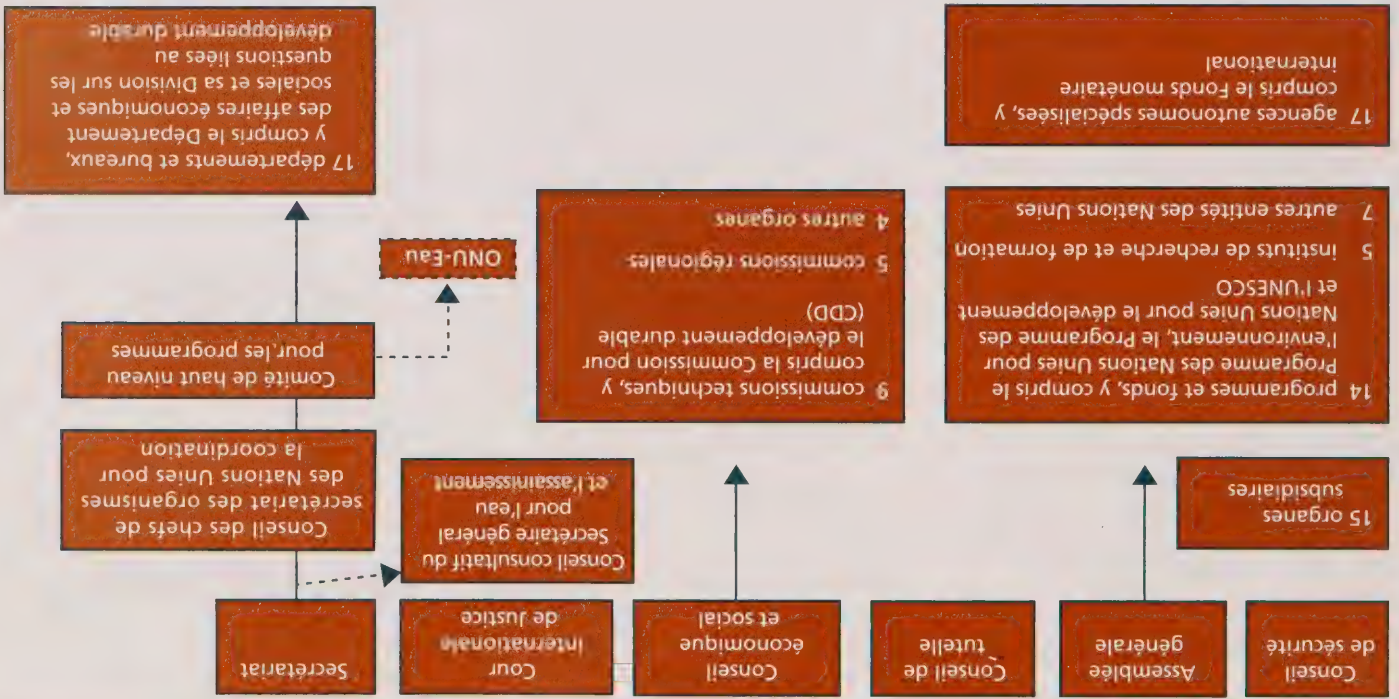 Conseil
de sécurité
Assemblée
générale
Conseil de
tutelle
Conseil
économique
et social
Cour
Internationale
de Justice
Secrétariat
15 organes
subsidiaires
Conseil consultatif du
Secrétaire général
pour l'eau
et l'assainissement
Conseil des chefs de
secrétariat des organismes
des Nations Unies pour
la coordination
14 programmes et fonds, y compris le
Programme des Nations Unies pour
l'environnement, le Programme des
Nations Unies pour le développement
et l'UNESCO
5 instituts de recherche et de formation
7 autres entités des Nations Unies
9 commissions techniques, y
compris la Commission pour
le développement durable
(CDD)
5 commissions régionales
4 autres organes
Comité de haut niveau
pour,les programmes
ONU-Eau
17 agences autonomes spécialisées, y
compris le Fonds monétaire
international
17 départements et bureaux,
y compris le Département
des affaires économiques et
sociales et sa Division sur les
questions liées au
développement durable